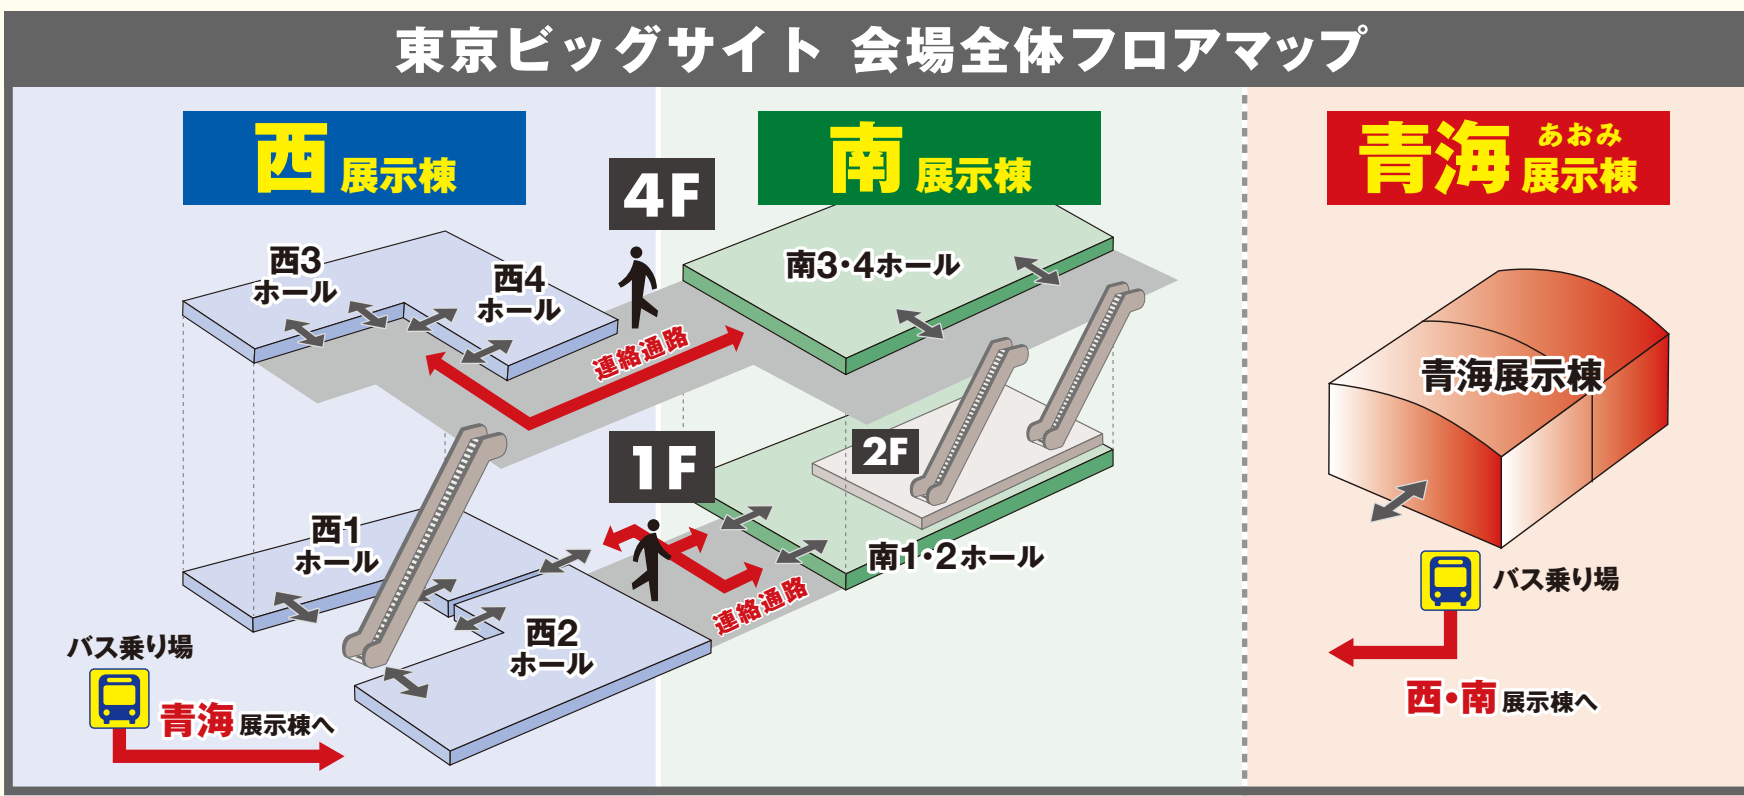 東京ビッグサイト 会場全体フロアマップ
西 展示棟
南 展示棟
青海 あおみ 展示棟
4F
西3
ホール
西4
ホール
南3・4ホール
連絡通路
青海展示棟
1F
2F
西1
ホール
南1・2ホール
連絡通路
西2
ホール
バス乗り場
青海 展示棟へ
バス乗り場
西・南 展示棟へ